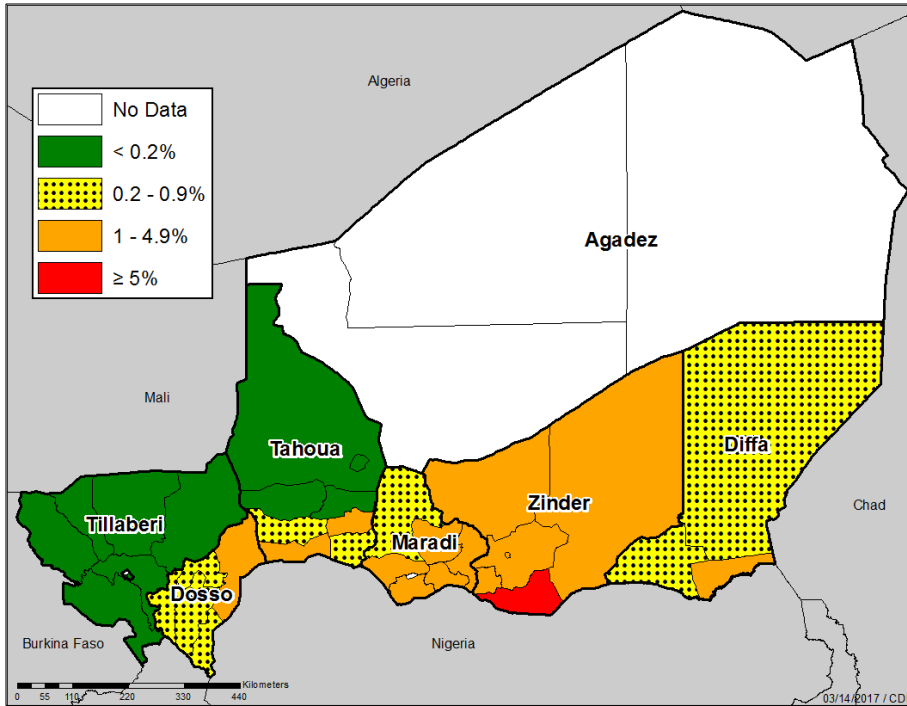 Algeria
No Data
< 0.2%
0.2 - 0.9%
1 - 4.9%
≥ 5%
Agadez
Mali
Tahoua
Diffa
Zinder
Chad
Tillaberi
Maradi
Dosso
Burkina Faso
Nigeria
Kilometers
0 55 110 220 330 440
03/14/2017 / CD